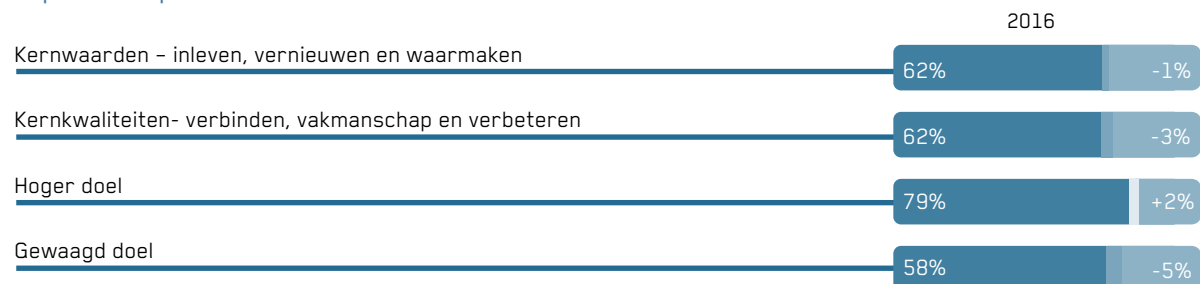 2016
Kernwaarden – inleven, vernieuwen en waarmaken
62% -1%
Kernkwaliteiten- verbinden, vakmanschap en verbeteren
62% -3%
Hoger doel
79% +2%
Gewaagd doel
58% -5%